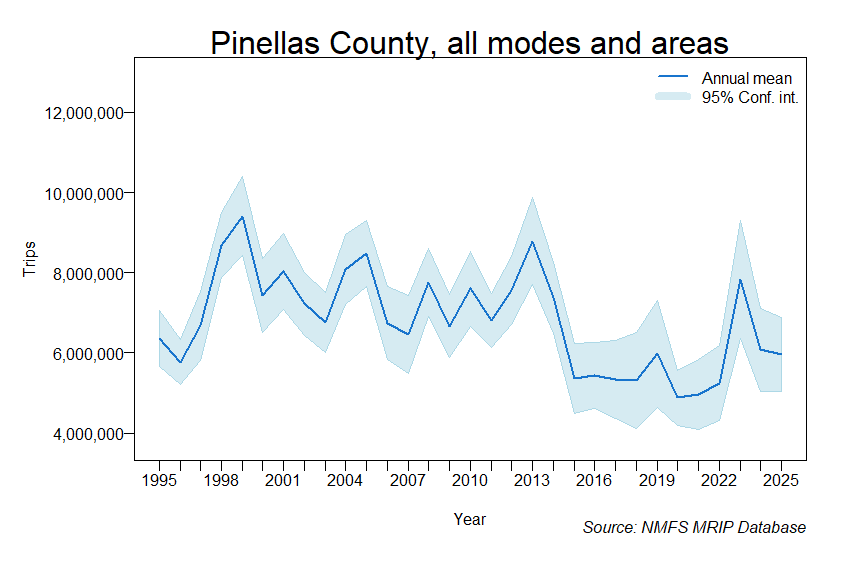 Pinellas County, all modes and areas
Annual mean
95% Conf. int.
12,000,000
10,000,000
8,000,000
6,000,000
4,000,000
Trips
1995 1998 2001 2004 2007 2010 2013 2016 2019 2022 2025
Year
Source: NMFS MRIP Database